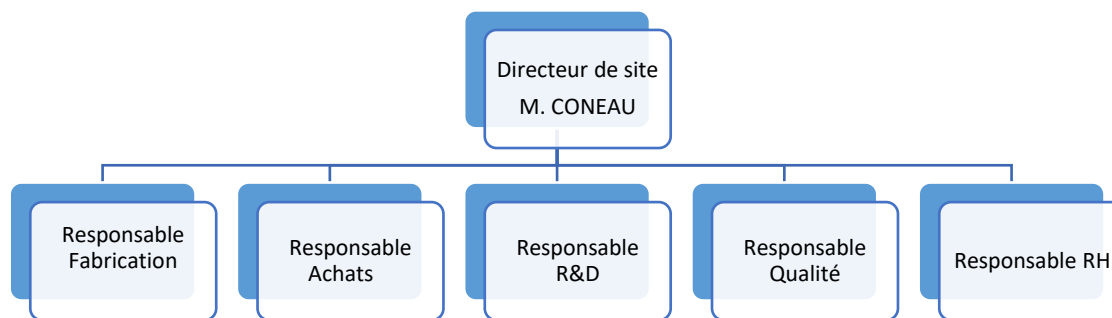 Directeur de site
M. CONEAU
Responsable
Fabrication
Responsable
Achats
Responsable
R&D
Responsable
Qualité
Responsable RH